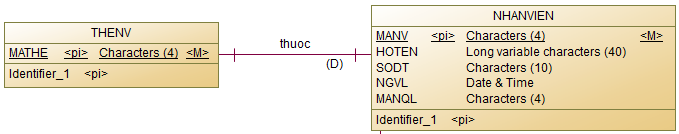 THENV
MATHE <pi> Characters (4) <M>
Identifier_1 <pi>
thuoc
(D)
NHANVIEN
MANV <pi> Characters (4) <M>
HOTEN Long variable characters (40)
SODT Characters (10)
NGVL Date & Time
MANQL Characters (4)
Identifier_1 <pi>